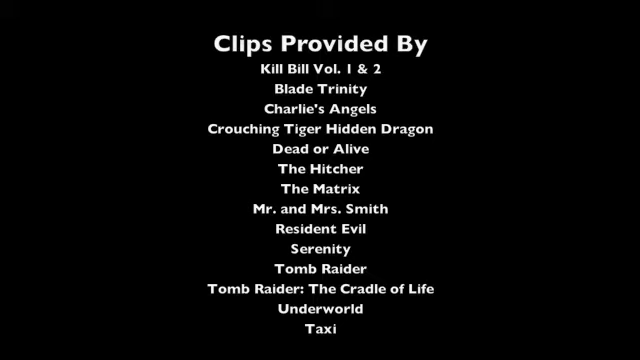 Clips Provided By
Kill Bill Vol. 1 & 2
Blade Trinity
Charlie's Angels
Crouching Tiger Hidden Dragon
Dead or Alive
The Hitcher
The Matrix
Mr. and Mrs. Smith
Resident Evil
Serenity
Tomb Raider
Tomb Raider: The Cradle of Life
Underworld
Taxi